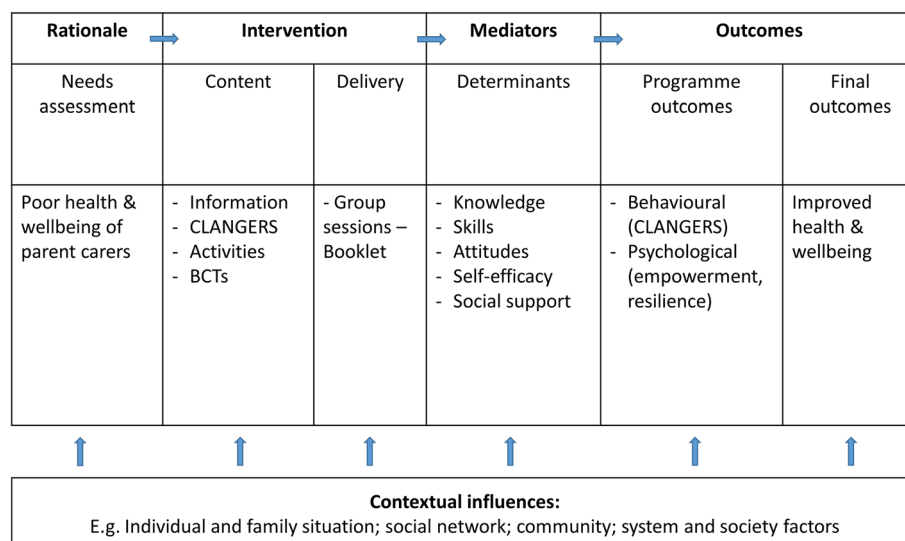 Rationale
Intervention
Mediators
Outcomes
Needs
assessment
Content
Delivery
Determinants
Programme
outcomes
Final
outcomes
Poor health &
wellbeing of
parent carers
- Information
- CLANGERS
- Activities
- BCTs
- Group
sessions –
Booklet
- Knowledge
- Skills
- Attitudes
- Self-efficacy
- Social support
- Behavioural
(CLANGERS)
- Psychological
(empowerment,
resilience)
Improved
health &
wellbeing
Contextual influences:
E.g. Individual and family situation; social network; community; system and society factors